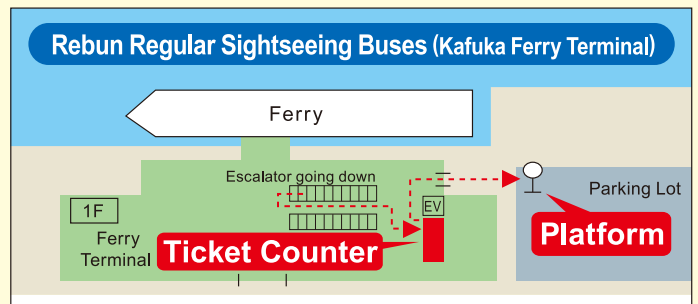 Rebun Regular Sightseeing Buses (Kafuka Ferry Terminal)
Ferry
Escalator going down
1F
EV
Parking Lot
Ferry
Terminal
Ticket Counter
Platform